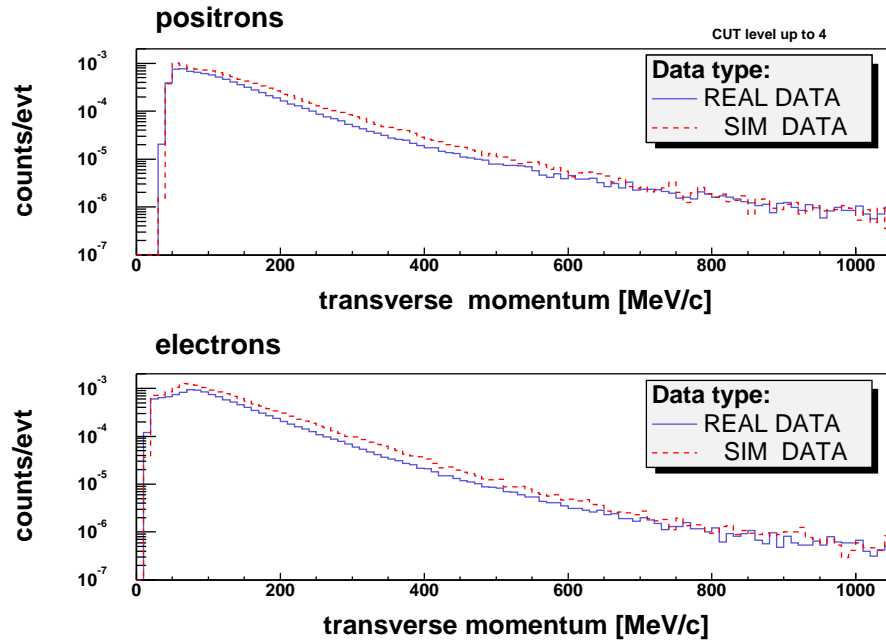 positrons
CUT level up to 4
counts/evt
10⁻³
10⁻⁴
10⁻⁵
10⁻⁶
10⁻⁷
Data type:
REAL DATA
SIM DATA
0 200 400 600 800 1000
transverse momentum [MeV/c]
electrons
counts/evt
10⁻³
10⁻⁴
10⁻⁵
10⁻⁶
10⁻⁷
Data type:
REAL DATA
SIM DATA
0 200 400 600 800 1000
transverse momentum [MeV/c]